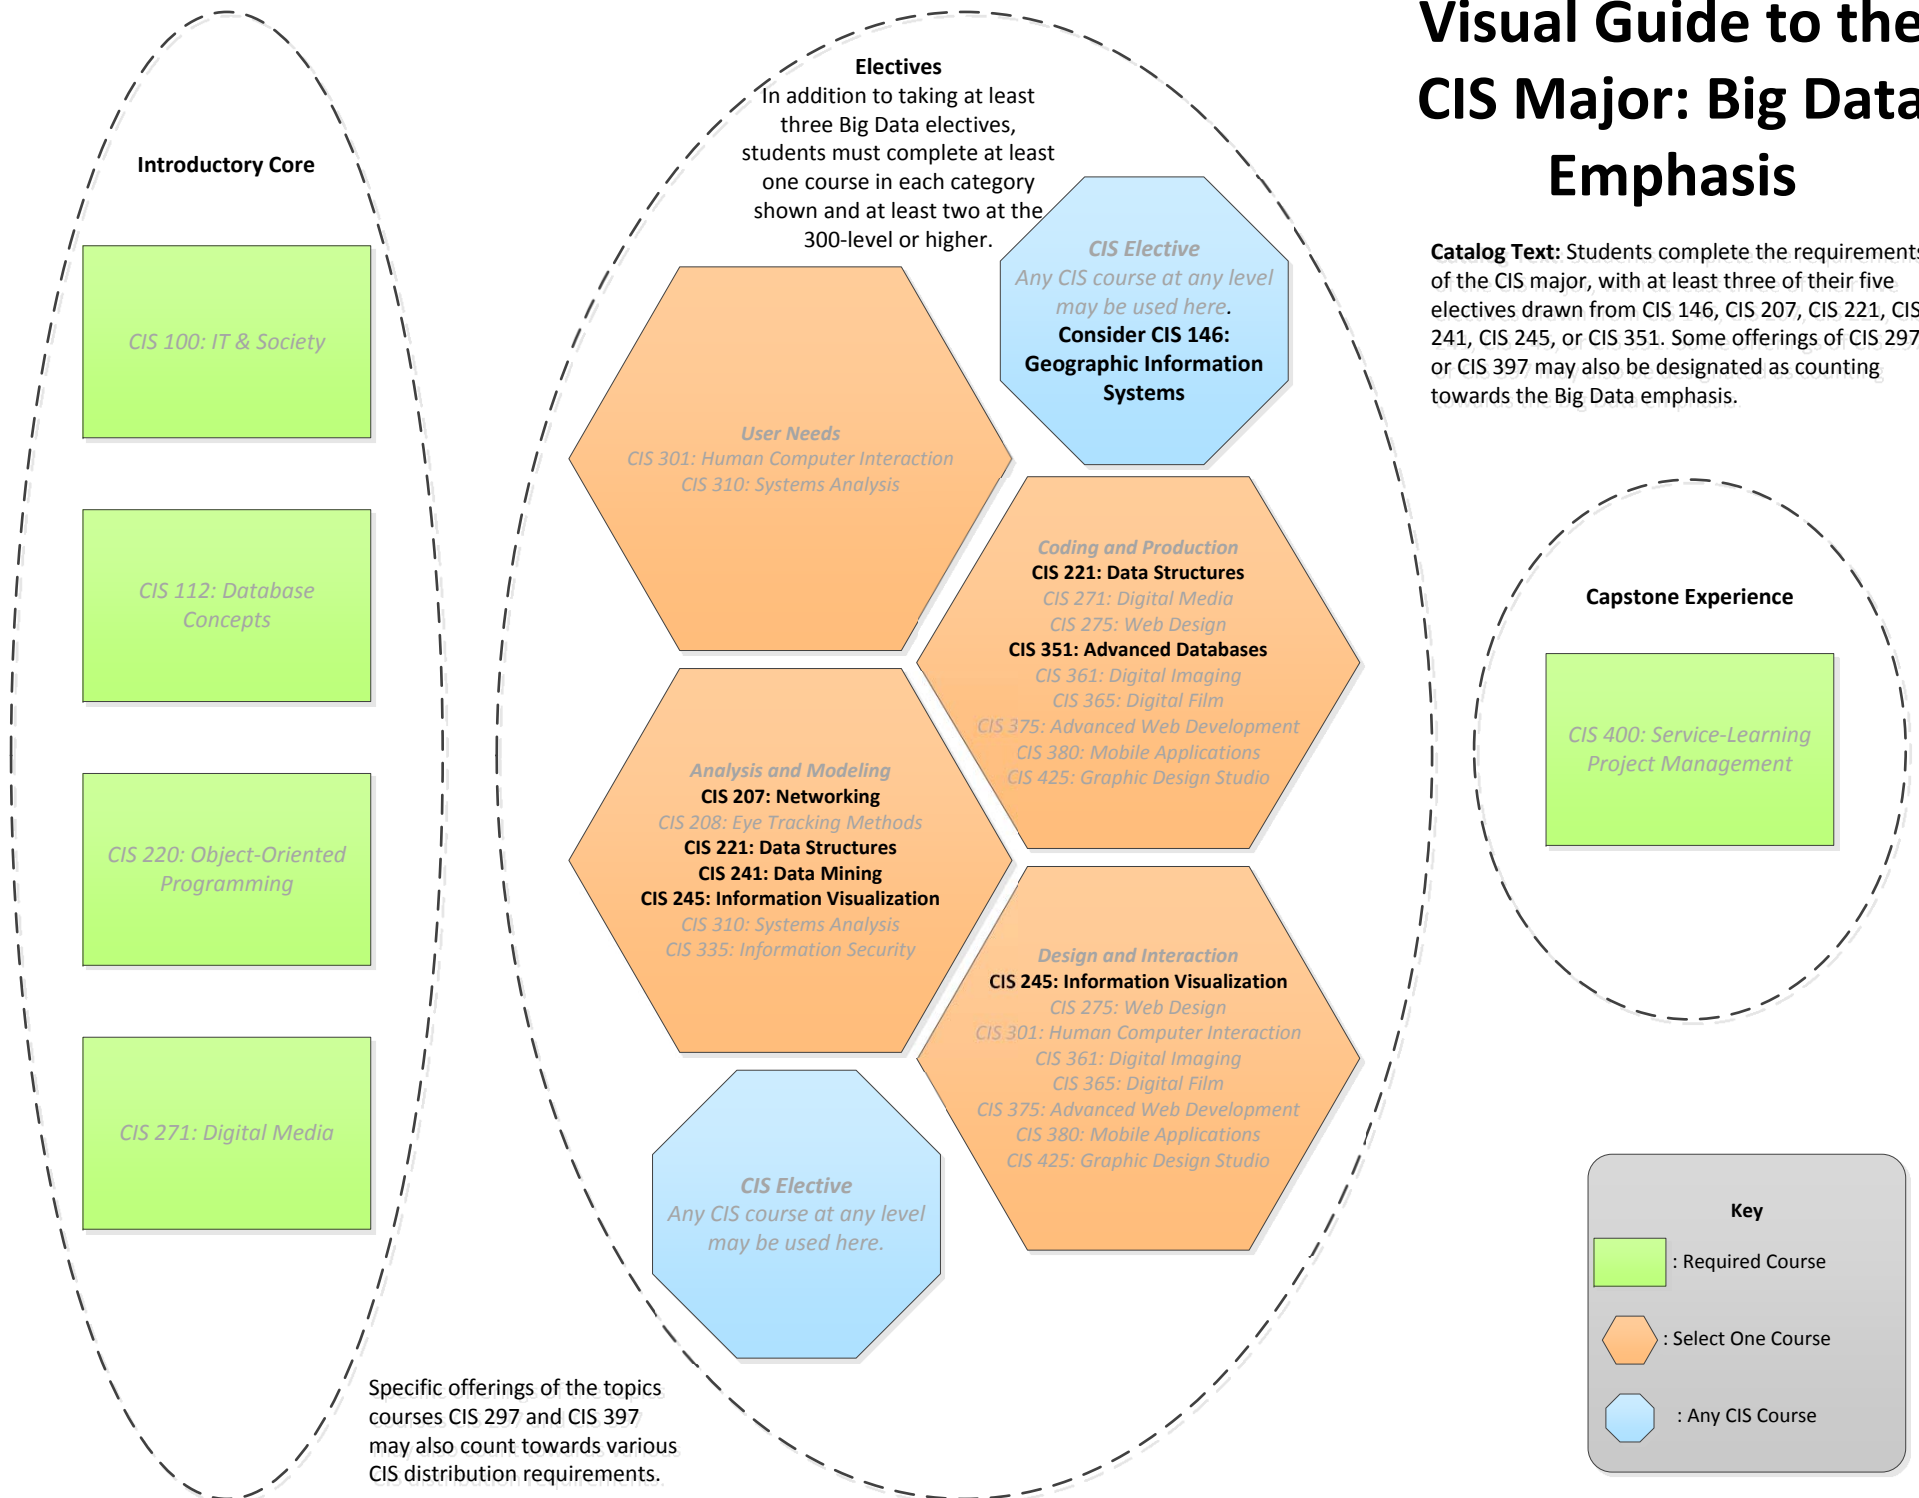 Visual Guide to the
CIS Major: Big Data
Emphasis
Catalog Text: Students complete the requirements
of the CIS major, with at least three of their five
electives drawn from CIS 146, CIS 207, CIS 221, CIS
241, CIS 245, or CIS 351. Some offerings of CIS 297
or CIS 397 may also be designated as counting
towards the Big Data emphasis.
Introductory Core
CIS 100: IT & Society
CIS 112: Database
Concepts
CIS 220: Object-Oriented
Programming
CIS 271: Digital Media
Electives
In addition to taking at least
three Big Data electives,
students must complete at least
one course in each category
shown and at least two at the
300-level or higher.
CIS Elective
Any CIS course at any level
may be used here.
Consider CIS 146:
Geographic Information
Systems
User Needs
CIS 301: Human Computer Interaction
CIS 310: Systems Analysis
Coding and Production
CIS 221: Data Structures
CIS 271: Digital Media
CIS 275: Web Design
CIS 351: Advanced Databases
CIS 361: Digital Imaging
CIS 365: Digital Film
CIS 375: Advanced Web Development
CIS 380: Mobile Applications
CIS 425: Graphic Design Studio
Analysis and Modeling
CIS 207: Networking
CIS 208: Eye Tracking Methods
CIS 221: Data Structures
CIS 241: Data Mining
CIS 245: Information Visualization
CIS 310: Systems Analysis
CIS 335: Information Security
Design and Interaction
CIS 245: Information Visualization
CIS 275: Web Design
CIS 301: Human Computer Interaction
CIS 361: Digital Imaging
CIS 365: Digital Film
CIS 375: Advanced Web Development
CIS 380: Mobile Applications
CIS 425: Graphic Design Studio
CIS Elective
Any CIS course at any level
may be used here.
Specific offerings of the topics
courses CIS 297 and CIS 397
may also count towards various
CIS distribution requirements.
Capstone Experience
CIS 400: Service-Learning
Project Management
Key
: Required Course
: Select One Course
: Any CIS Course